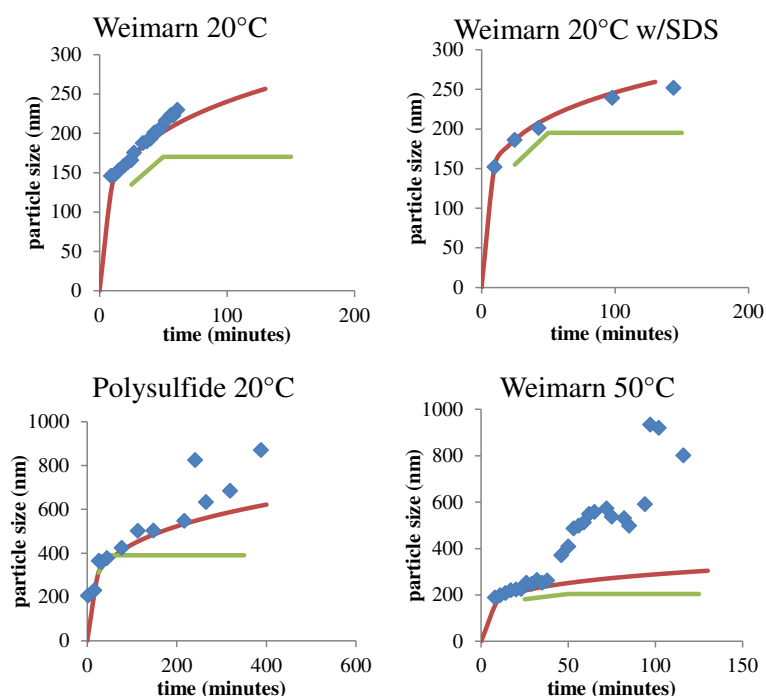 Weimarn 20°C
particle size (nm)
300
250
200
150
100
50
0
0 100 200
time (minutes)
Weimarn 20°C w/SDS
particle size (nm)
300
250
200
150
100
50
0
0 100 200
time (minutes)
Polysulfide 20°C
particle size (nm)
1000
800
600
400
200
0
0 200 400 600
time (minutes)
Weimarn 50°C
particle size (nm)
1000
800
600
400
200
0
0 50 100 150
time (minutes)